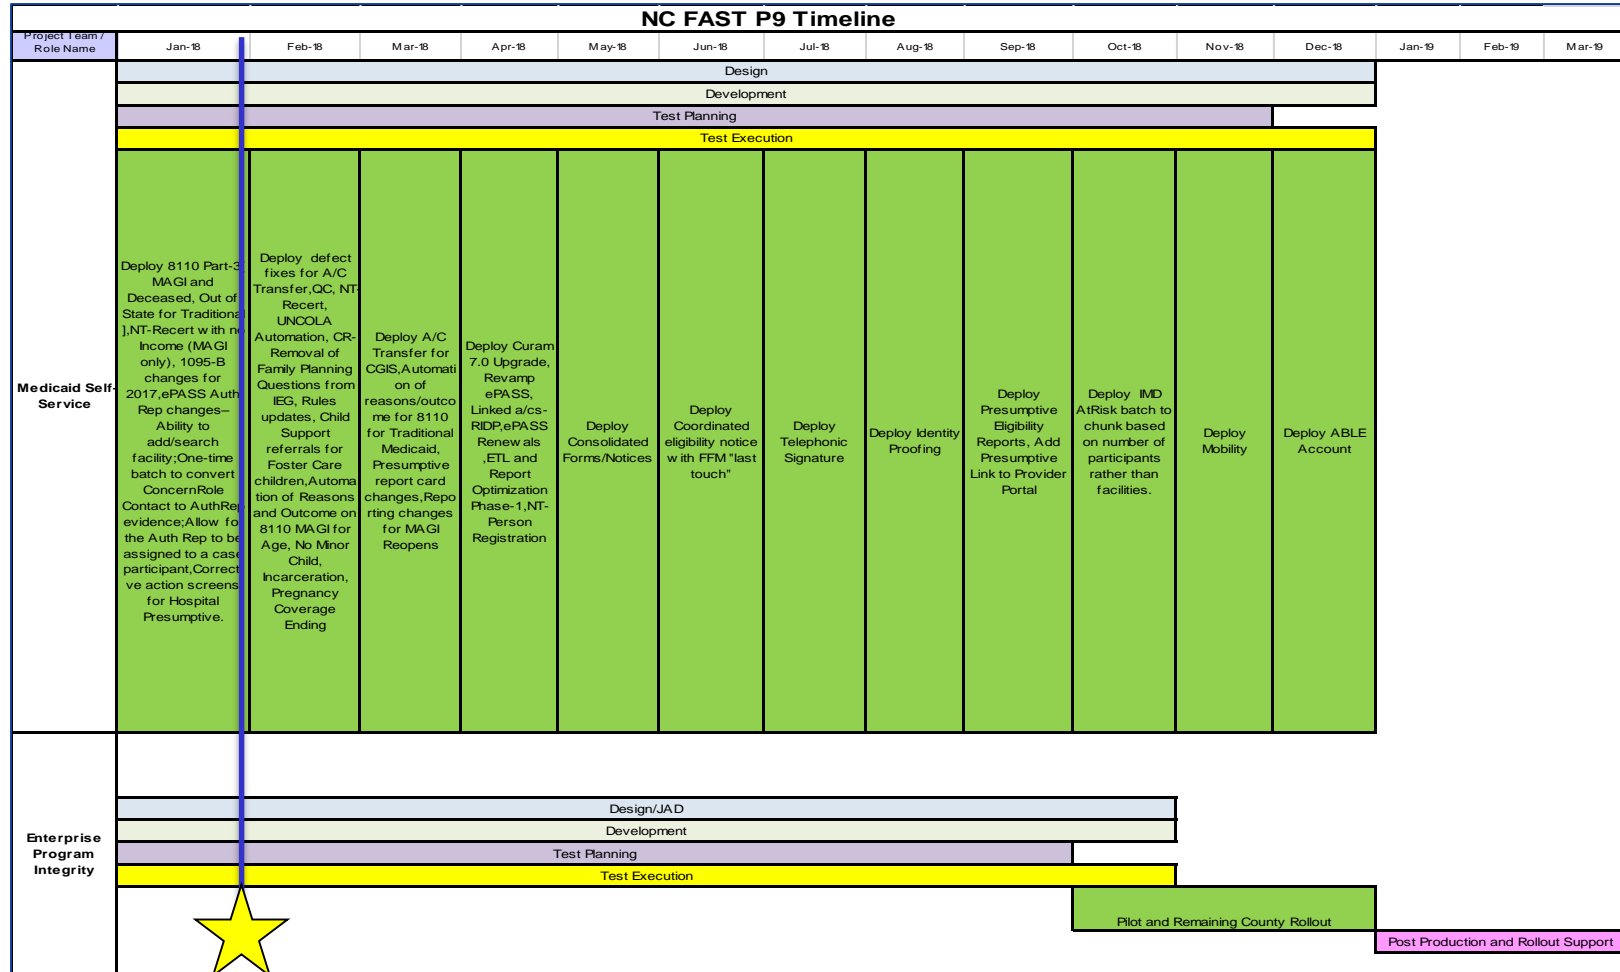 NC FAST P9 Timeline
Project Team /
Role Name
Jan-18
Feb-18
Mar-18
Apr-18
May-18
Jun-18
Jul-18
Aug-18
Sep-18
Oct-18
Nov-18
Dec-18
Jan-19
Feb-19
Mar-19
Medicaid Self-
Service
Design
Development
Test Planning
Test Execution
Deploy 8110 Part-3
MAGI and
Deceased, Out of
State for Traditional
],NT-Recert with no
Income (MAGI
only), 1095-B
changes for
2017,ePASS Auth
Rep changes–
Ability to
add/search
facility;One-time
batch to convert
ConcernRole
Contact to AuthRep
evidence;Allow for
the Auth Rep to be
assigned to a case
participant,Correct
ve action screens
for Hospital
Presumptive.
Deploy defect
fixes for A/C
Transfer,QC, NT-
Recert,
UNCOLA
Automation, CR-
Removal of
Family Planning
Questions from
IEG, Rules
updates, Child
Support
referrals for
Foster Care
children,Automa
tion of Reasons
and Outcome on
8110 MAGI for
Age, No Minor
Child,
Incarceration,
Pregnancy
Coverage
Ending
Deploy A/C
Transfer for
CGIS,Automati
on of
reasons/outco
me for 8110
for Traditional
Medicaid,
Presumptive
report card
changes,Repo
rting changes
for MAGI
Reopens
Deploy Curam
7.0 Upgrade,
Revamp
ePASS,
Linked a/cs-
RIDP,ePASS
Renewals
,ETL and
Report
Optimization
Phase-1,NT-
Person
Registration
Deploy
Consolidated
Forms/Notices
Deploy
Coordinated
eligibility notice
with FFM "last
touch"
Deploy
Telephonic
Signature
Deploy Identity
Proofing
Deploy
Presumptive
Eligibility
Reports, Add
Presumptive
Link to Provider
Portal
Deploy IMD
AtRisk batch to
chunk based
on number of
participants
rather than
facilities.
Deploy
Mobility
Deploy ABLE
Account
Enterprise
Program
Integrity
Design/JAD
Development
Test Planning
Test Execution
Pilot and Remaining County Rollout
Post Production and Rollout Support